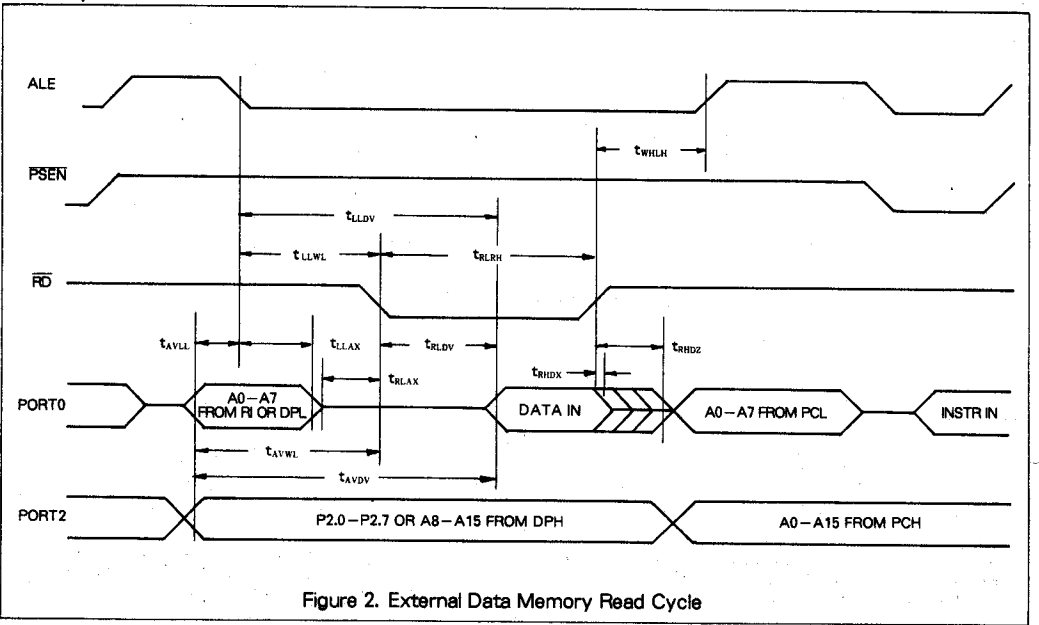 ALE
tWHLH
PSEN
tLLDV
tLLWL
tRLRH
RD
tAVLL
tLLAX
tRLDV
tRHDZ
tRLAX
tRHDX
PORT0
A0-A7
FROM RI OR DPL
DATA IN
A0-A7 FROM PCL
INSTR IN
tAVWL
tAVDV
PORT2
P2.0-P2.7 OR A8-A15 FROM DPH
A0-A15 FROM PCH
Figure 2. External Data Memory Read Cycle